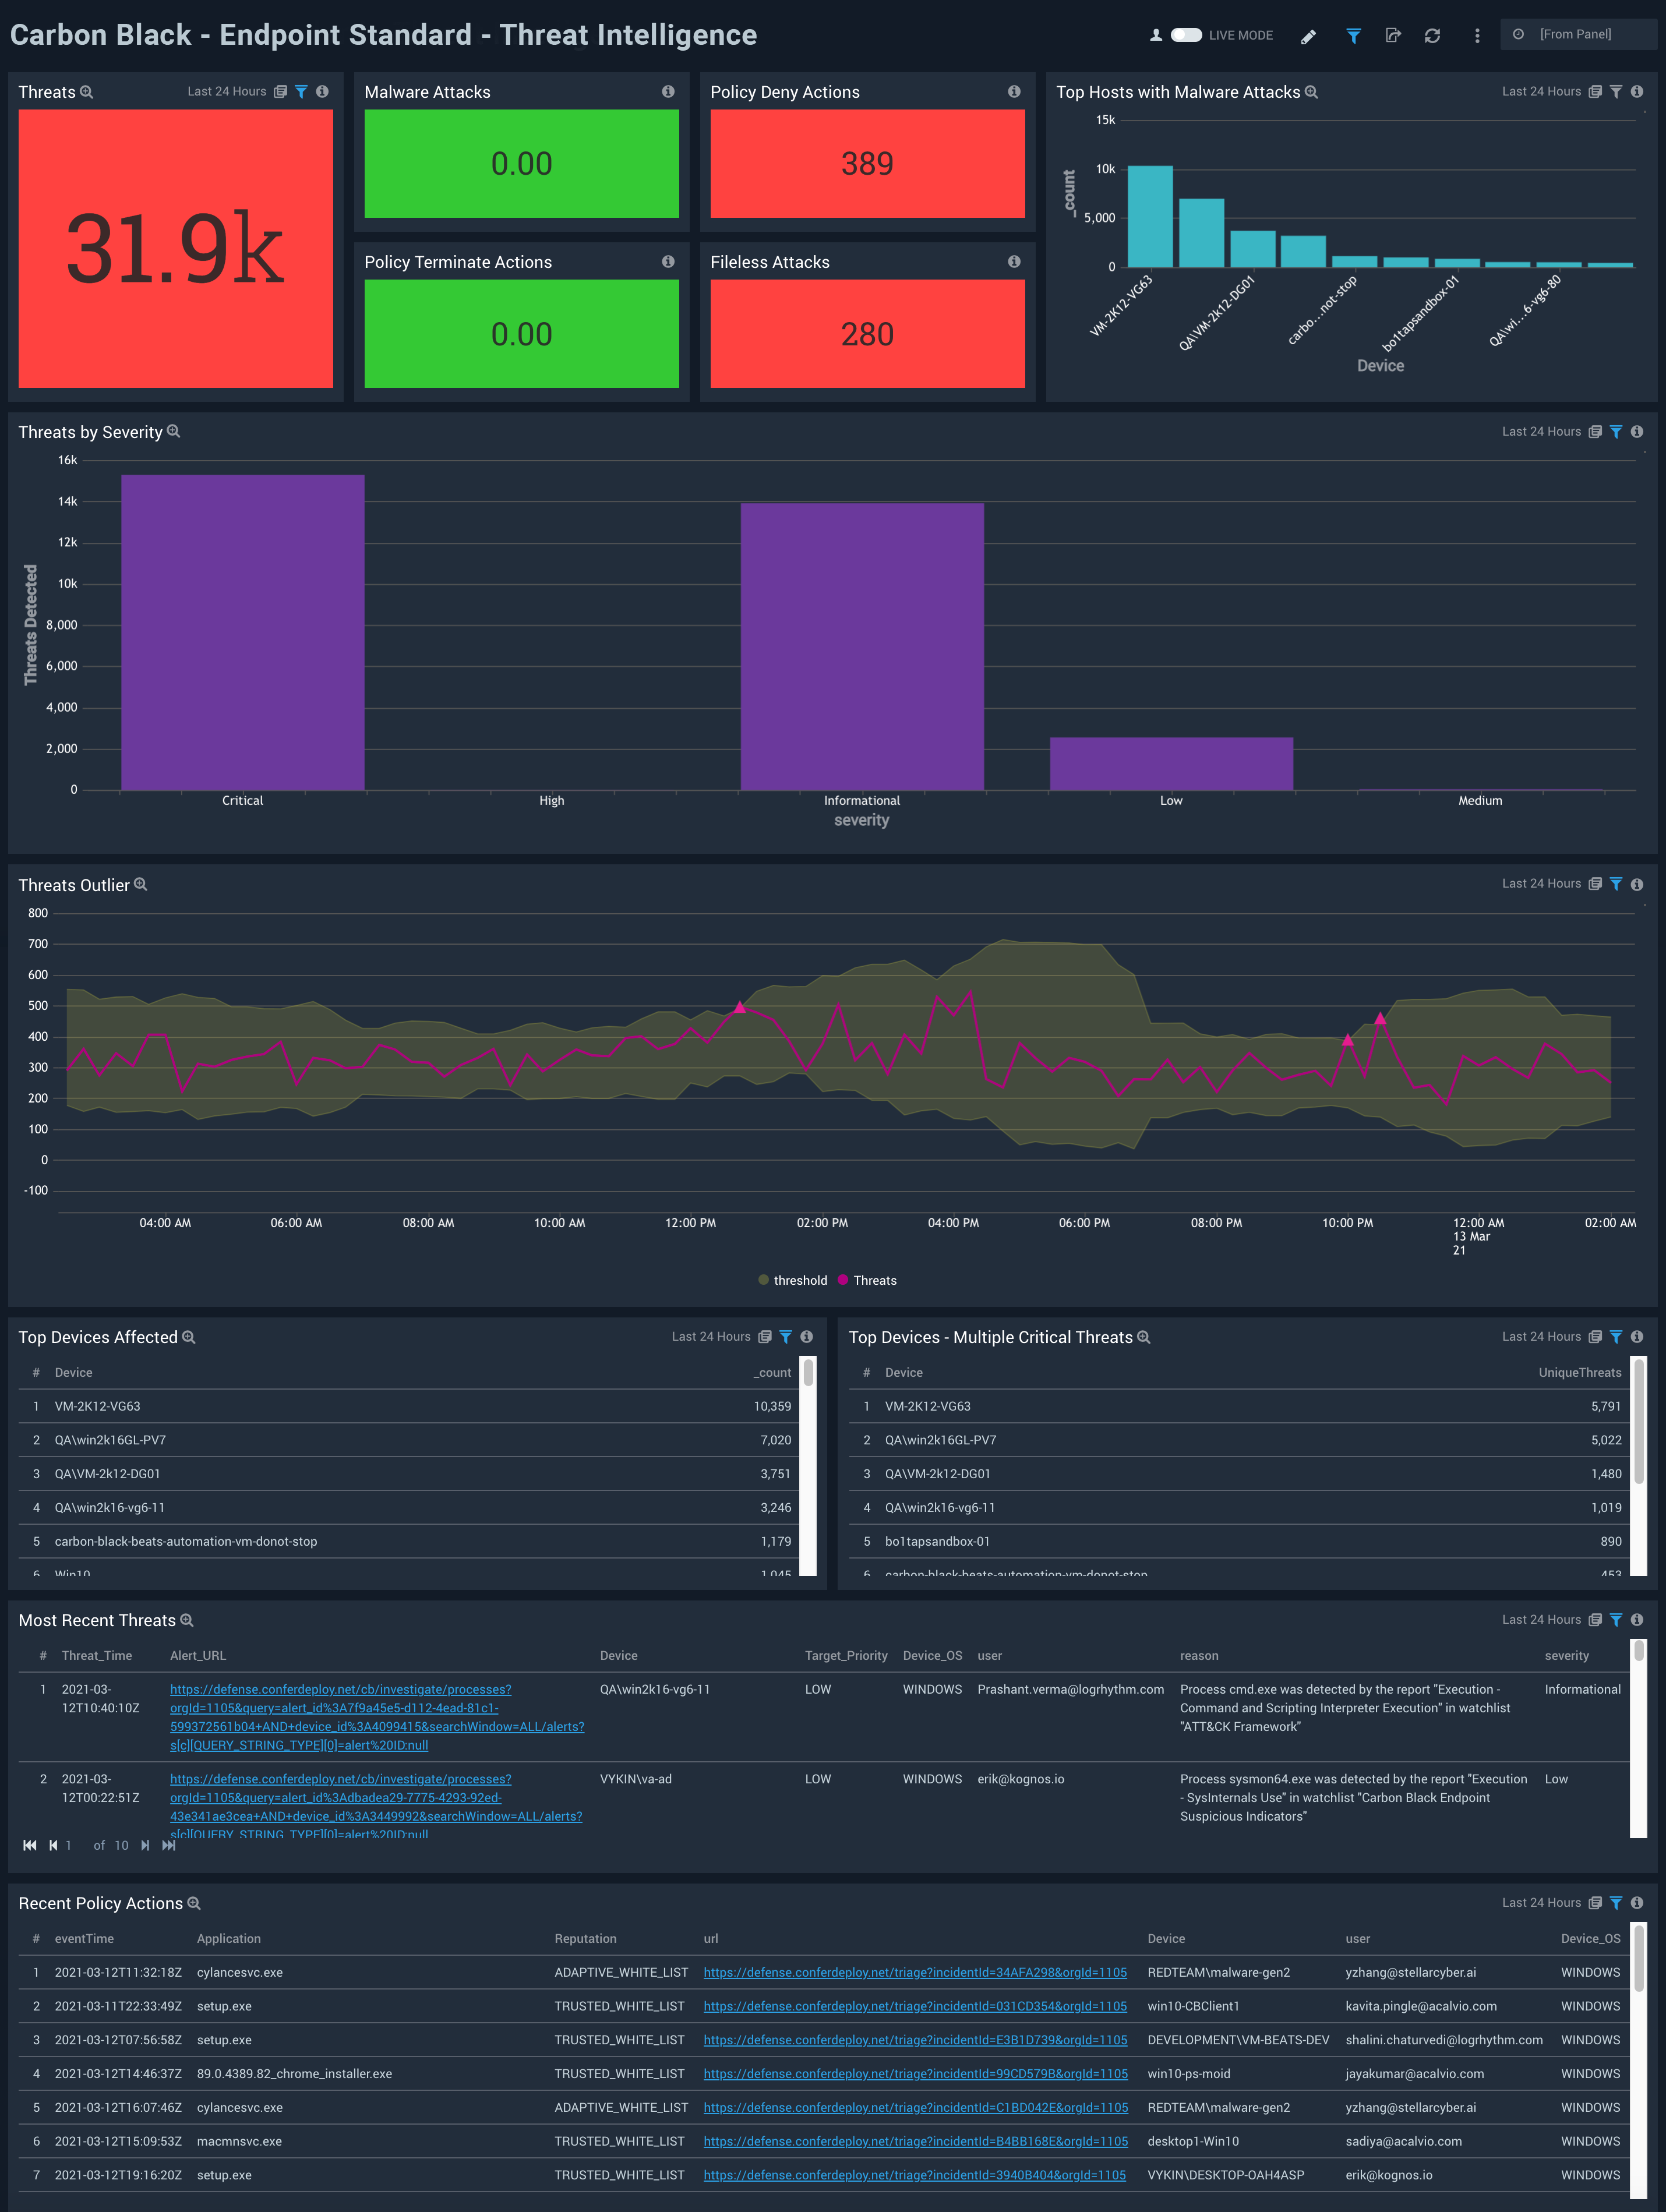 Carbon Black - Endpoint Standard - Threat Intelligence
LIVE MODE
[From Panel]
Threats
Last 24 Hours
31.9k
Malware Attacks
0.00
Policy Deny Actions
389
Policy Terminate Actions
0.00
Fileless Attacks
280
Top Hosts with Malware Attacks
Last 24 Hours
15k
10k
5,000
0
_count
VM-2K12-VG63
QA\VM-2k12-DG01
carbo...not-stop
bo1tapsandbox-01
QA\wi...6-vg6-80
Device
Threats by Severity
Last 24 Hours
16k
14k
12k
10k
8,000
6,000
4,000
2,000
0
Threats Detected
Critical
High
Informational
Low
Medium
severity
Threats Outlier
Last 24 Hours
800
700
600
500
400
300
200
100
0
-100
04:00 AM
06:00 AM
08:00 AM
10:00 AM
12:00 PM
02:00 PM
04:00 PM
06:00 PM
08:00 PM
10:00 PM
12:00 AM
13 Mar
21
02:00 AM
threshold
Threats
Top Devices Affected
Last 24 Hours
# Device _count
1 VM-2K12-VG63 10,359
2 QA\win2k16GL-PV7 7,020
3 QA\VM-2k12-DG01 3,751
4 QA\win2k16-vg6-11 3,246
5 carbon-black-beats-automation-vm-donot-stop 1,179
6 Win10 1,045
Top Devices - Multiple Critical Threats
Last 24 Hours
# Device UniqueThreats
1 VM-2K12-VG63 5,791
2 QA\win2k16GL-PV7 5,022
3 QA\VM-2k12-DG01 1,480
4 QA\win2k16-vg6-11 1,019
5 bo1tapsandbox-01 890
6 carbon-black-beats-automation-vm-donot-stop 453
Most Recent Threats
Last 24 Hours
# Threat_Time Alert_URL Device Target_Priority Device_OS user reason severity
1 2021-03- https://defense.conferdeploy.net/cb/investigate/processes? QA\win2k16-vg6-11 LOW WINDOWS Prashant.verma@logrhythm.com Process cmd.exe was detected by the report "Execution - Informational
12T10:40:10Z orgId=1105&query=alert_id%3A7f9a45e5-d112-4ead-81c1- Command and Scripting Interpreter Execution" in watchlist
599372561b04+AND+device_id%3A4099415&searchWindow=ALL/alerts? "ATT&CK Framework"
s[c][QUERY_STRING_TYPE][0]=alert%20ID:null
2 2021-03- https://defense.conferdeploy.net/cb/investigate/processes? VYKIN\va-ad LOW WINDOWS erik@kognos.io Process sysmon64.exe was detected by the report "Execution Low
12T00:22:51Z orgId=1105&query=alert_id%3Adbadea29-7775-4293-92ed- - SysInternals Use" in watchlist "Carbon Black Endpoint
43e341ae3cea+AND+device_id%3A3449992&searchWindow=ALL/alerts? Suspicious Indicators"
s[c][QUERY_STRING_TYPE][0]=alert%20ID:null
1 of 10
Recent Policy Actions
Last 24 Hours
# eventTime Application Reputation url Device user Device_OS
1 2021-03-12T11:32:18Z cylancesvc.exe ADAPTIVE_WHITE_LIST https://defense.conferdeploy.net/triage?incidentId=34AFA298&orgId=1105 REDTEAM\malware-gen2 yzhang@stellarcyber.ai WINDOWS
2 2021-03-11T22:33:49Z setup.exe TRUSTED_WHITE_LIST https://defense.conferdeploy.net/triage?incidentId=031CD354&orgId=1105 win10-CBClient1 kavita.pingle@acalvio.com WINDOWS
3 2021-03-12T07:56:58Z setup.exe TRUSTED_WHITE_LIST https://defense.conferdeploy.net/triage?incidentId=E3B1D739&orgId=1105 DEVELOPMENT\VM-BEATS-DEV shalini.chaturvedi@logrhythm.com WINDOWS
4 2021-03-12T14:46:37Z 89.0.4389.82_chrome_installer.exe TRUSTED_WHITE_LIST https://defense.conferdeploy.net/triage?incidentId=99CD579B&orgId=1105 win10-ps-moid jayakumar@acalvio.com WINDOWS
5 2021-03-12T16:07:46Z cylancesvc.exe ADAPTIVE_WHITE_LIST https://defense.conferdeploy.net/triage?incidentId=C1BD042E&orgId=1105 REDTEAM\malware-gen2 yzhang@stellarcyber.ai WINDOWS
6 2021-03-12T15:09:53Z macmnsvc.exe TRUSTED_WHITE_LIST https://defense.conferdeploy.net/triage?incidentId=B4BB168E&orgId=1105 desktop1-Win10 sadiya@acalvio.com WINDOWS
7 2021-03-12T19:16:20Z setup.exe TRUSTED_WHITE_LIST https://defense.conferdeploy.net/triage?incidentId=3940B404&orgId=1105 VYKIN\DESKTOP-OAH4ASP erik@kognos.io WINDOWS